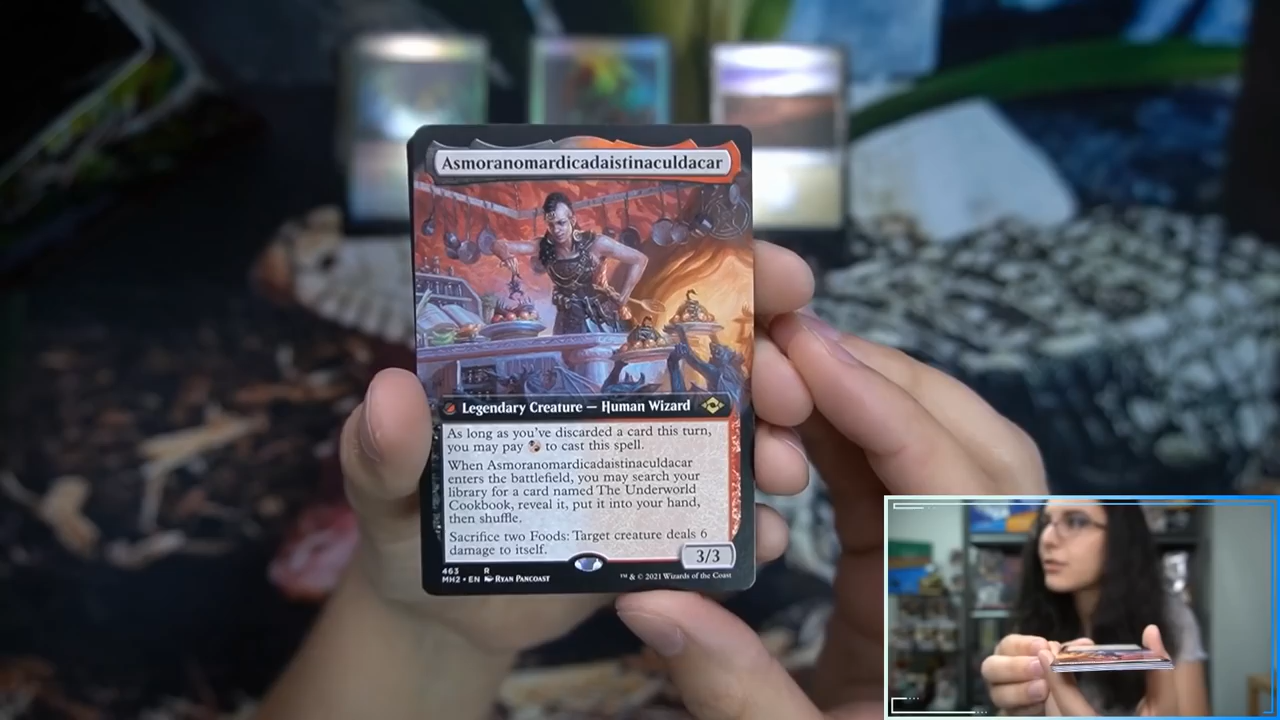 Asmoranomardicadaistinaculdacar
Legendary Creature — Human Wizard
As long as you've discarded a card this turn,
you may pay to cast this spell.
When Asmoranomardicadaistinaculdacar
enters the battlefield, you may search your
library for a card named The Underworld
Cookbook, reveal it, put it into your hand,
then shuffle.
Sacrifice two Foods: Target creature deals 6
damage to itself.
3/3
463 R
MH2 • EN Ryan Pancoast
™ & © 2021 Wizards of the Coast